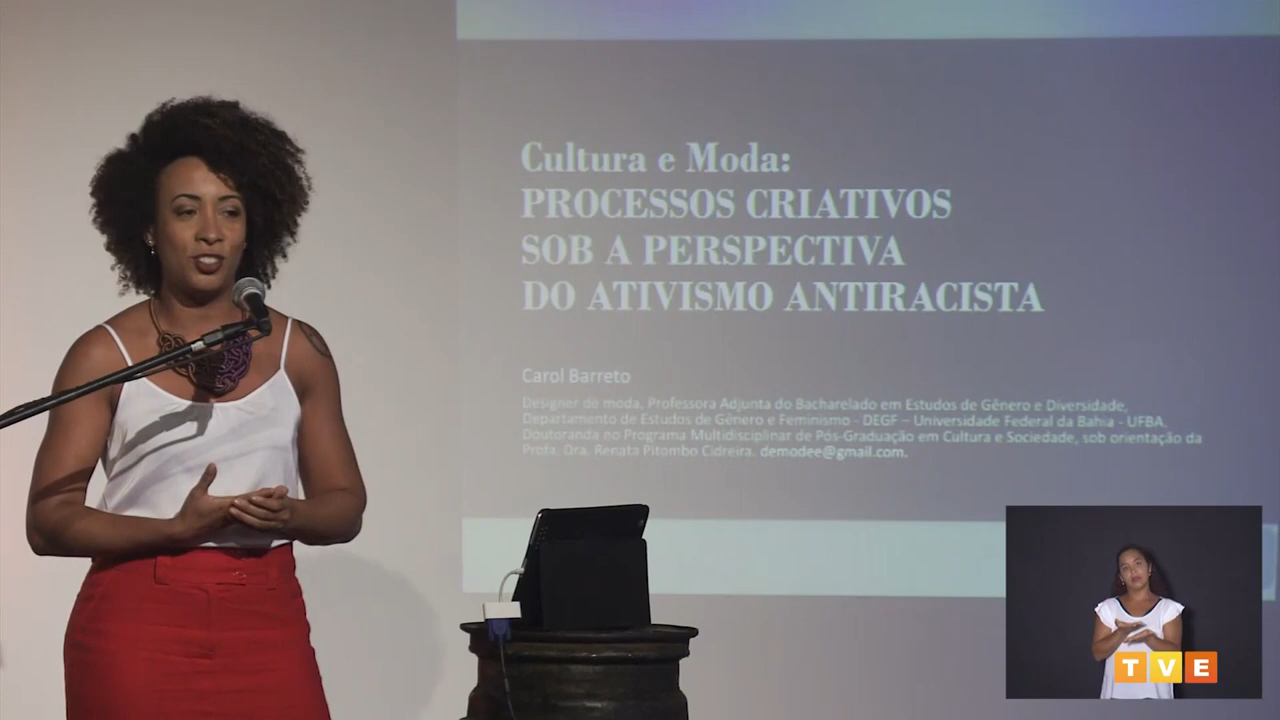 Cultura e Moda:
PROCESSOS CRIATIVOS
SOB A PERSPECTIVA
DO ATIVISMO ANTIRACISTA
Carol Barreto
Designer de moda, Professora Adjunta do Bacharelado em Estudos de Gênero e Diversidade,
Departamento de Estudos de Gênero e Feminismo - DEGF – Universidade Federal da Bahia - UFBA.
Doutoranda no Programa Multidisciplinar de Pós-Graduação em Cultura e Sociedade, sob orientação da
Profa. Dra. Renata Pitombo Cidreira. demodee@gmail.com.
TVE